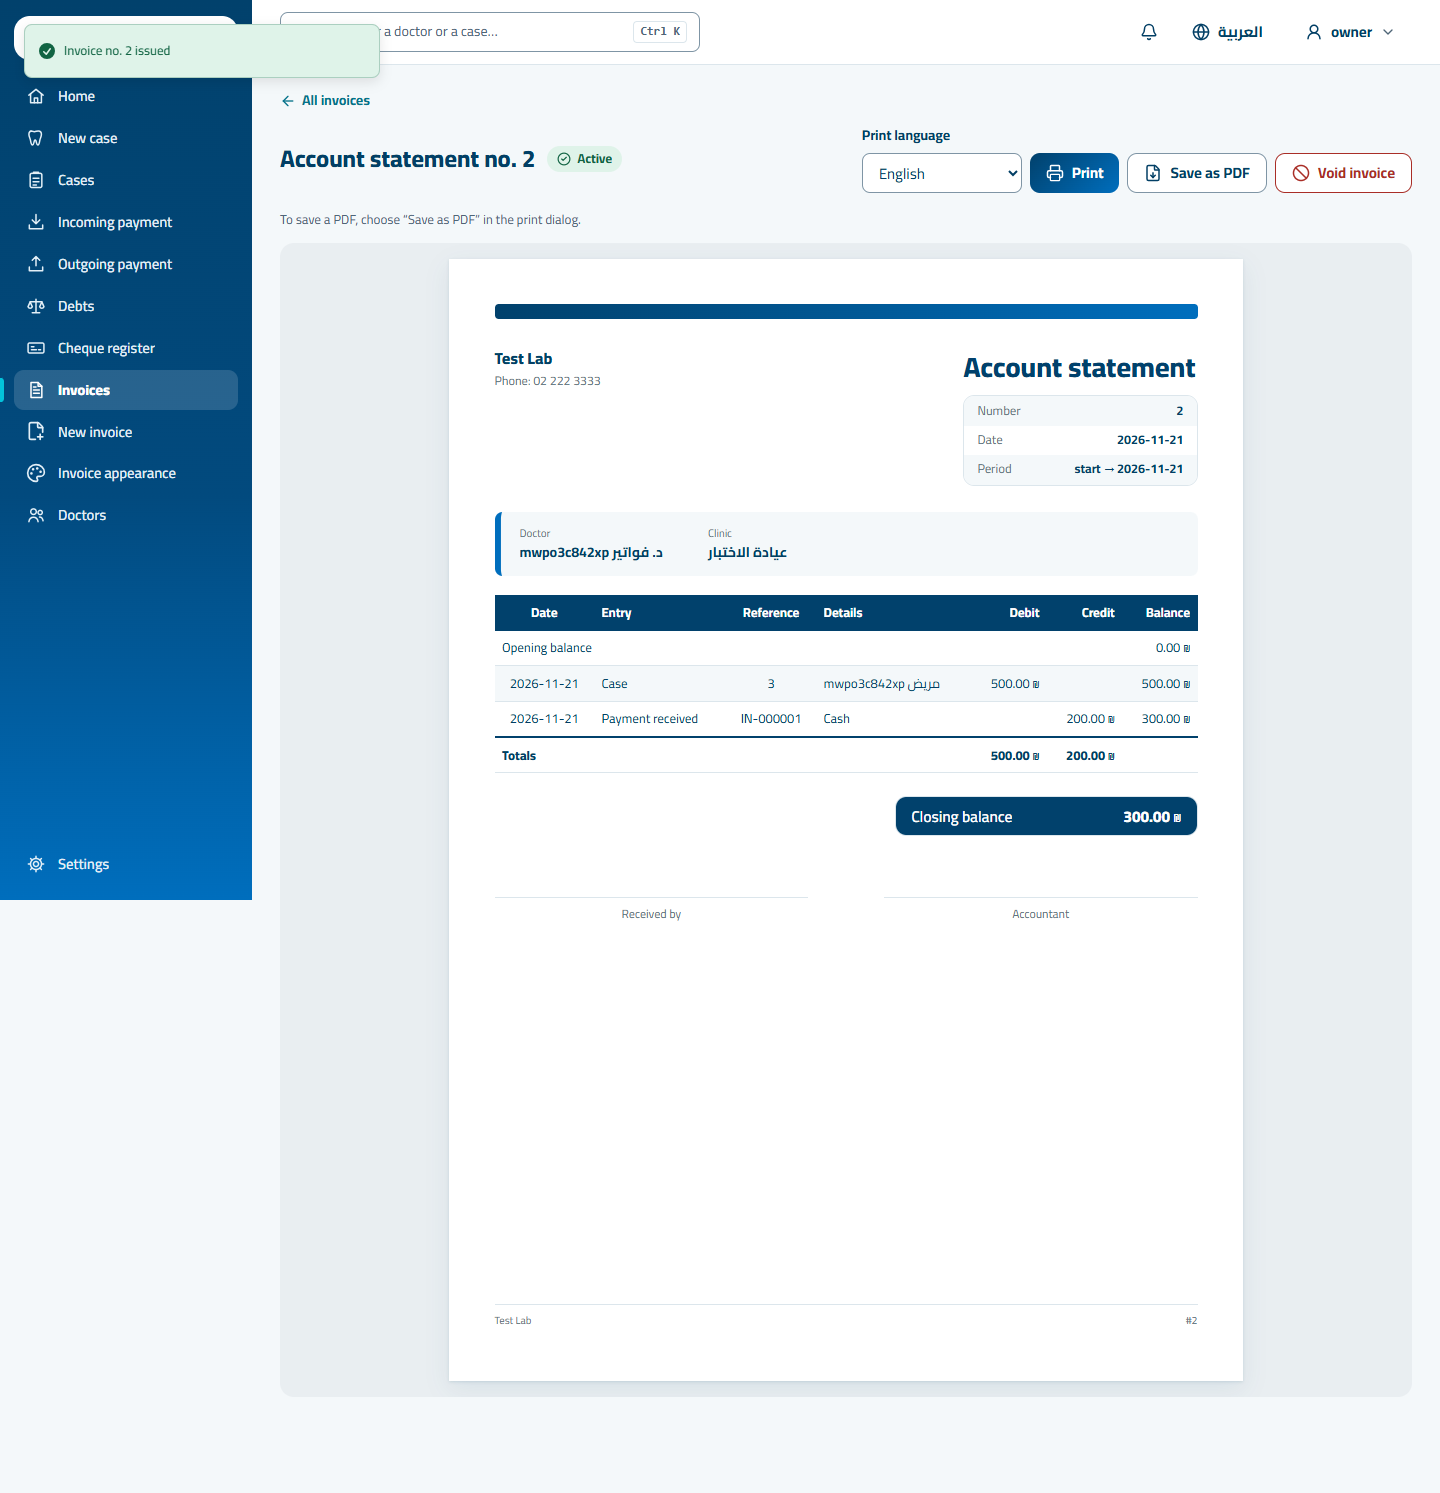 Invoice no. 2 issued
a doctor or a case...
Ctrl K
العربية
owner
Home
New case
Cases
Incoming payment
Outgoing payment
Debts
Cheque register
Invoices
New invoice
Invoice appearance
Doctors
Settings
All invoices
Account statement no. 2
Active
Print language
English
Print
Save as PDF
Void invoice
To save a PDF, choose “Save as PDF” in the print dialog.
Test Lab
Phone: 02 222 3333
Account statement
Number 2
Date 2026-11-21
Period start → 2026-11-21
Doctor Clinic
د. فواتير mwpo3c842xp عيادة الاختبار
Date Entry Reference Details Debit Credit Balance
Opening balance 0.00 ₪
2026-11-21 Case 3 مريض mwpo3c842xp 500.00 ₪ 500.00 ₪
2026-11-21 Payment received IN-000001 Cash 200.00 ₪ 300.00 ₪
Totals 500.00 ₪ 200.00 ₪
Closing balance 300.00 ₪
Received by Accountant
Test Lab #2